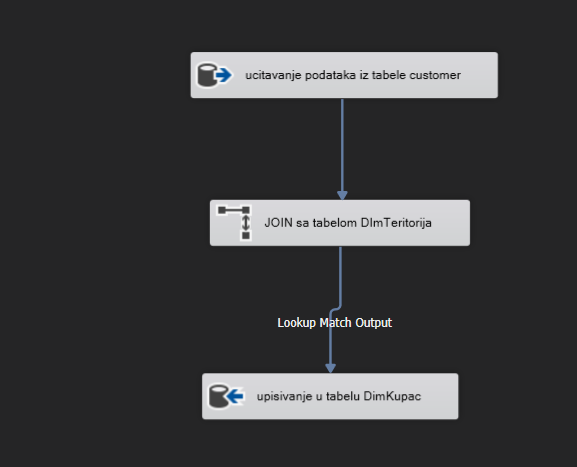 ucitavanje podataka iz tabele customer
JOIN sa tabelom DImTeritorija
Lookup Match Output
upisivanje u tabelu DimKupac